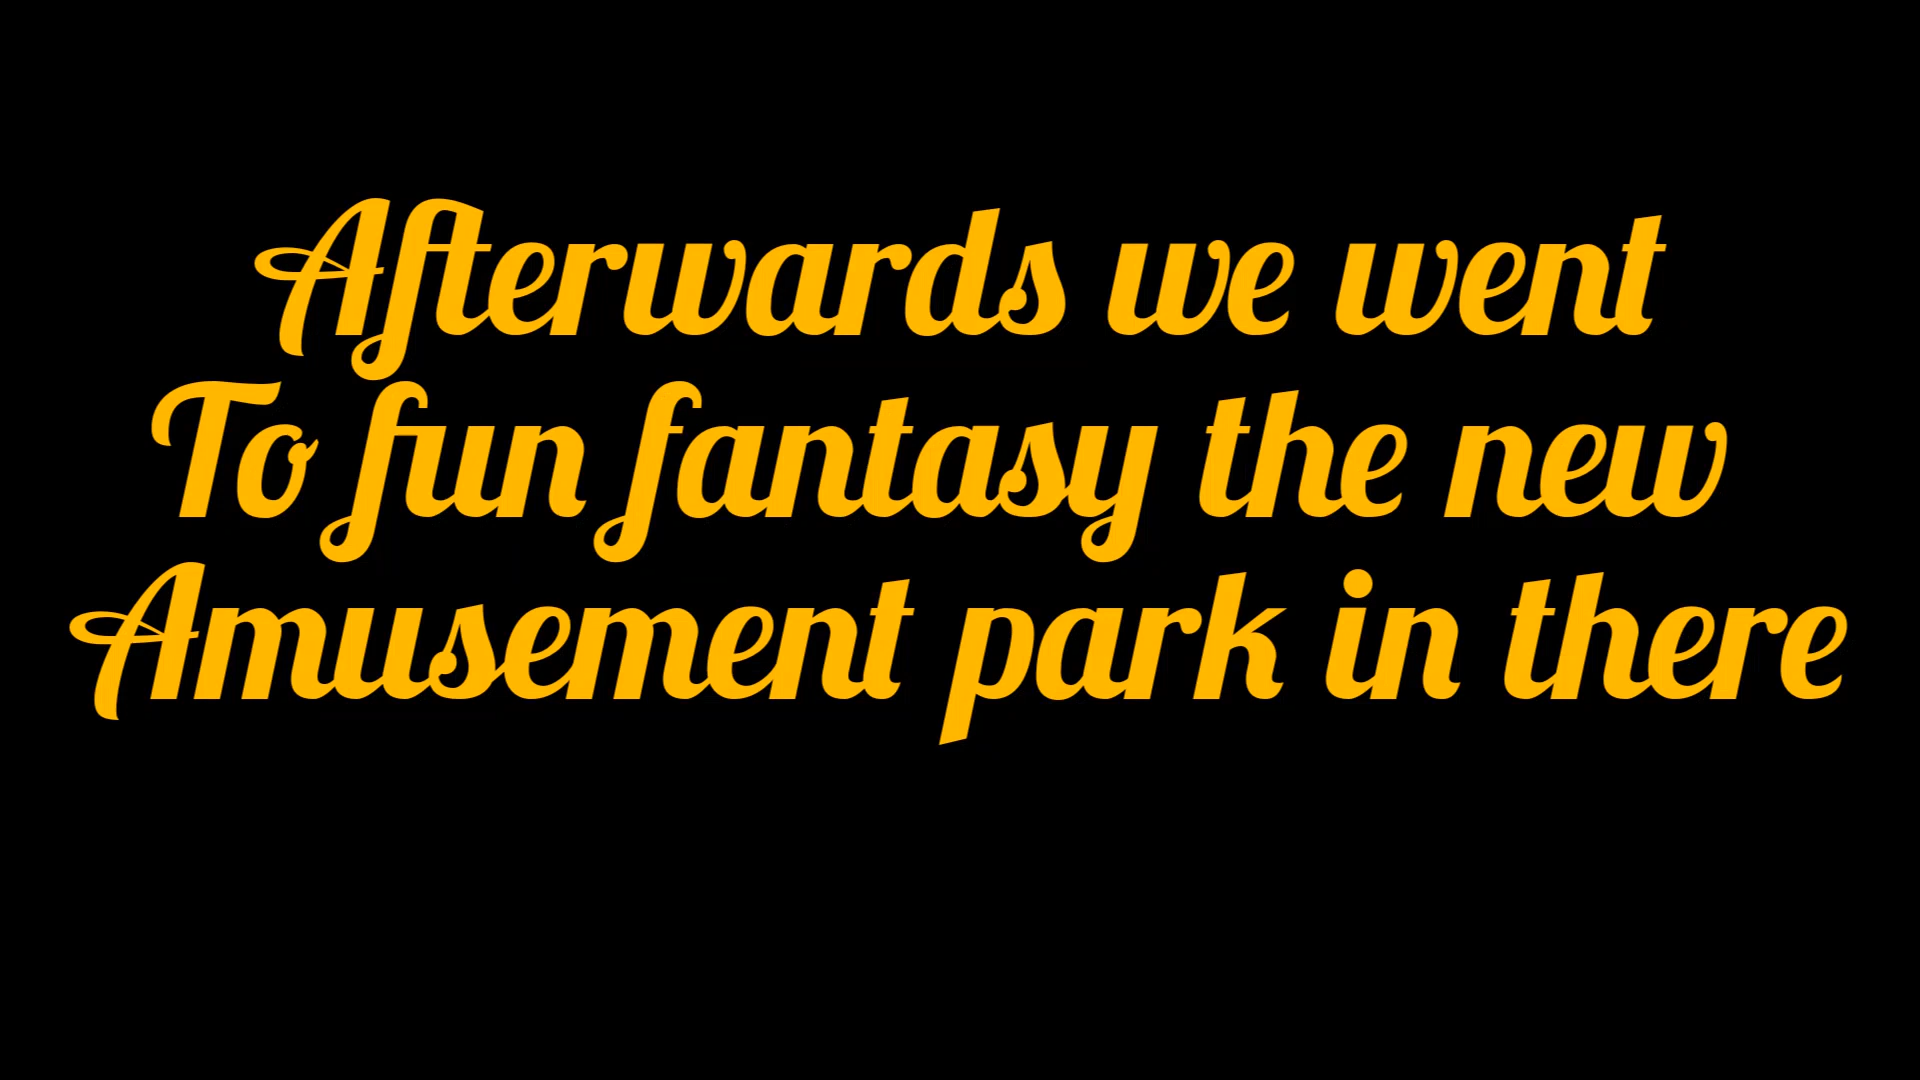 Afterwards we went
To fun fantasy the new
Amusement park in there